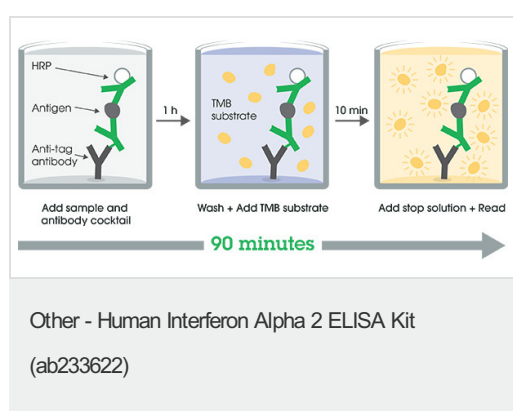 HRP
Antigen
Anti-tag
antibody
1 h
TMB
substrate
10 min
Add sample and
antibody cocktail
Wash + Add TMB substrate
Add stop solution + Read
90 minutes
Other - Human Interferon Alpha 2 ELISA Kit
(ab233622)